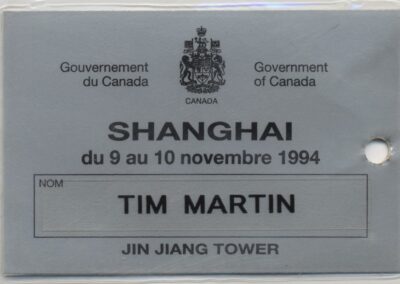 Gouvernement
du Canada
Government
of Canada
CANADA
SHANGHAI
du 9 au 10 novembre 1994
NOM
TIM MARTIN
JIN JIANG TOWER